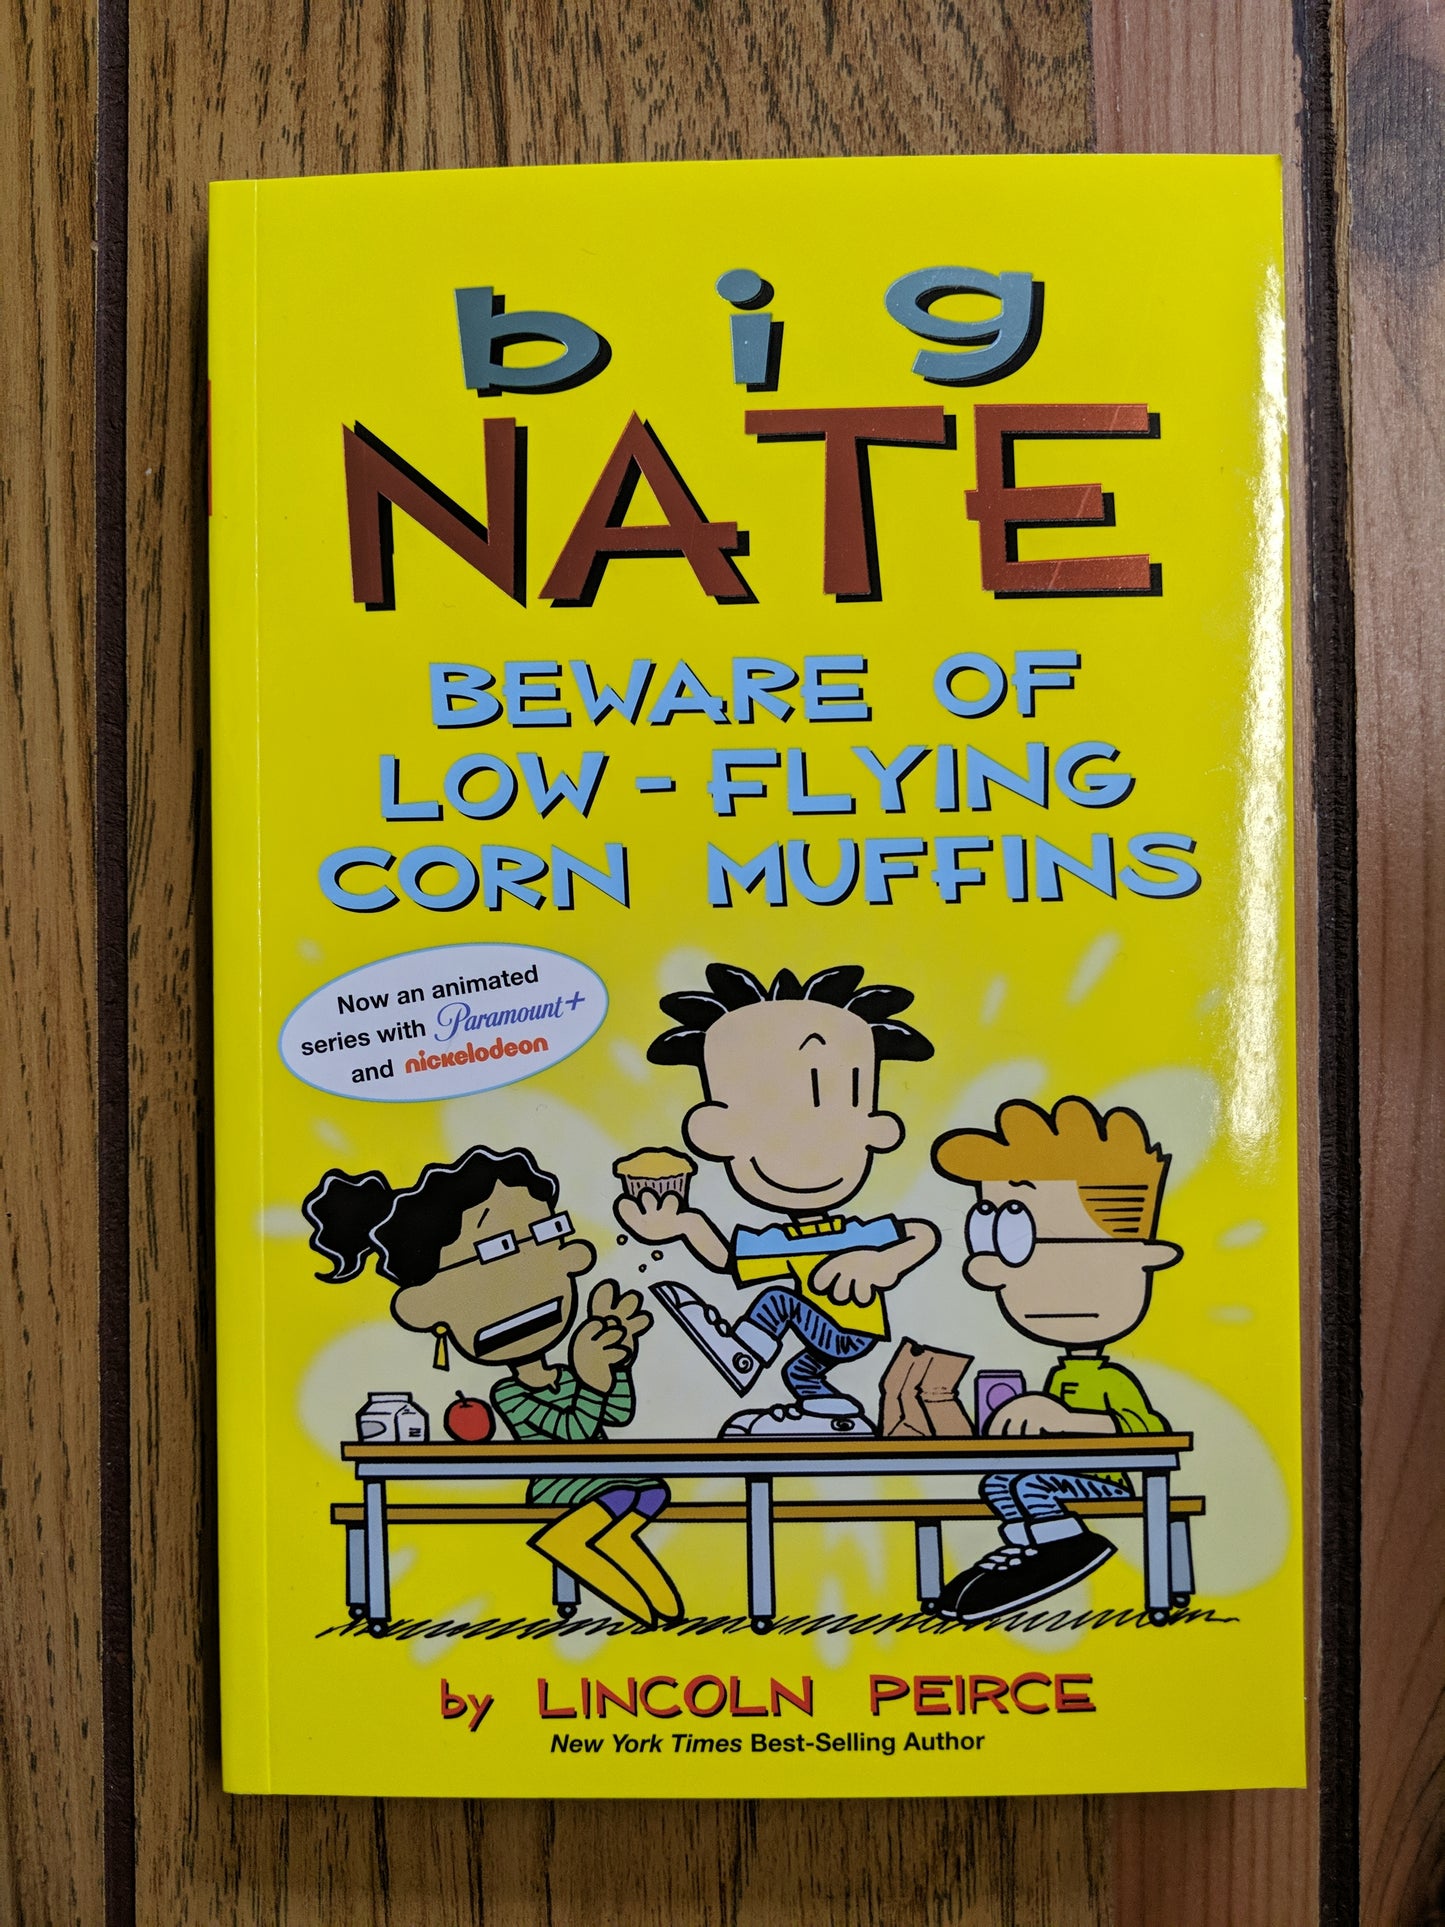 big
NATE
BEWARE OF
LOW-FLYING
CORN MUFFINS
Now an animated
series with Paramount+
and nickelodeon
F
by LINCOLN PEIRCE
New York Times Best-Selling Author